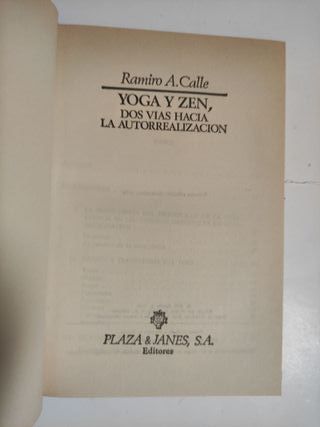 Ramiro A. Calle
YOGA Y ZEN,
DOS VIAS HACIA
LA AUTORREALIZACION
PLAZA & JANES, S.A.
Editores